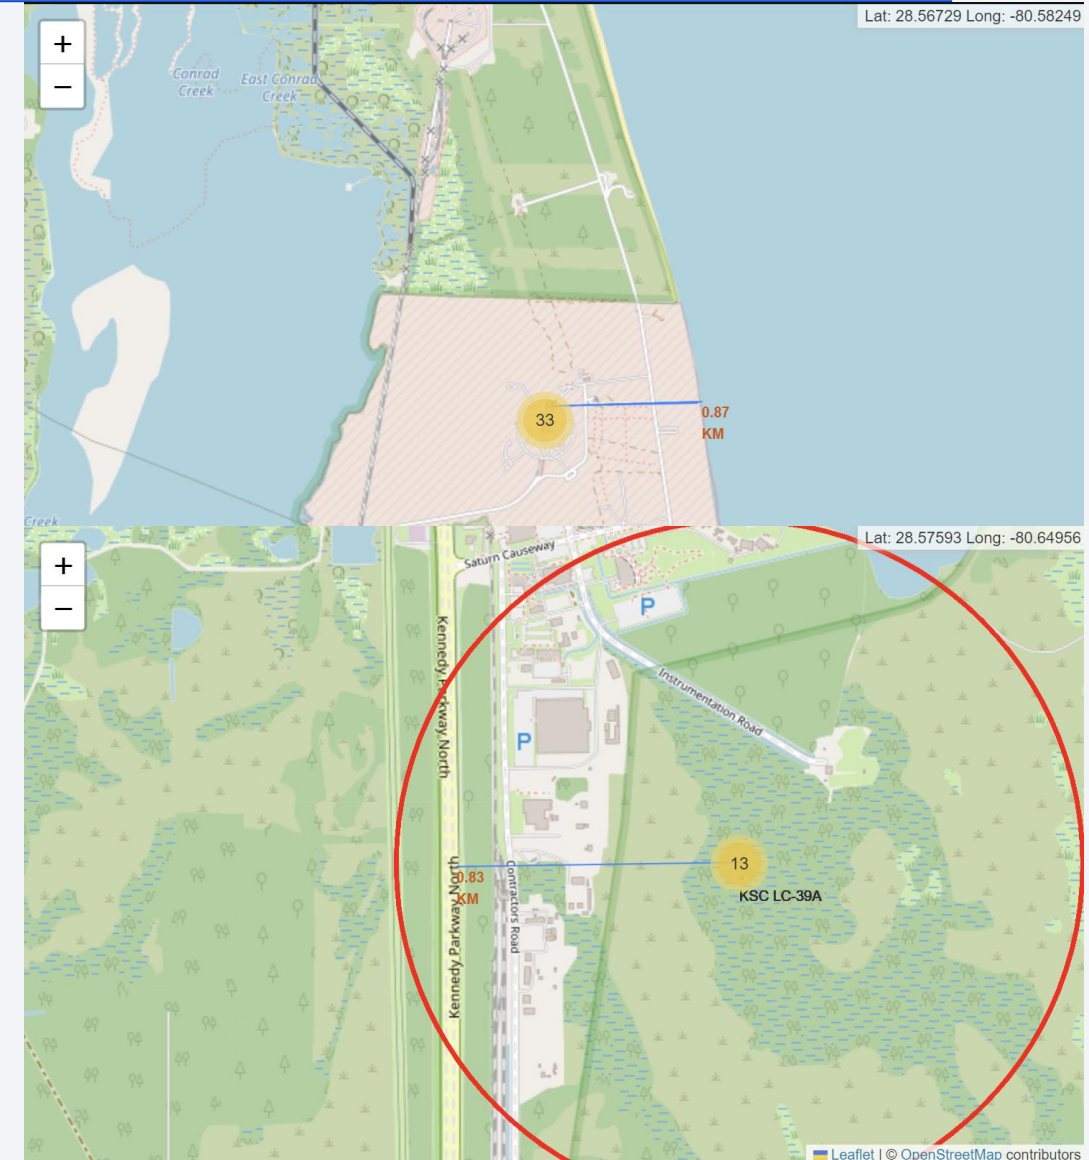 Lat: 28.56729 Long: -80.58249
+
−
Conrad
Creek
East Conrad
Creek
33
0.87
KM
Creek
Lat: 28.57593 Long: -80.64956
+
−
Saturn Causeway
P
Kennedy Parkway North
Instrumentation Road
P
13
KSC LC-39A
0.83
KM
Kennedy Parkway North
Contractors Road
Leaflet | © OpenStreetMap contributors